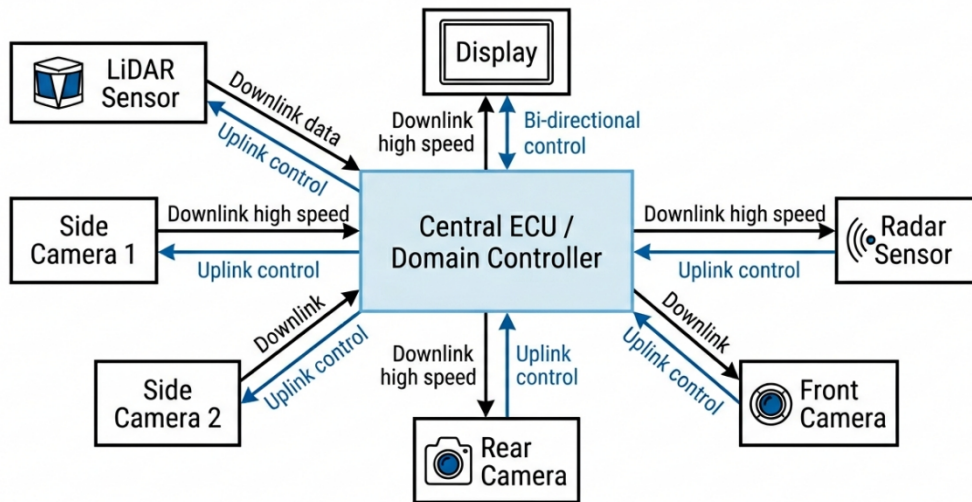 LiDAR
Sensor
Display
Downlink data
Uplink control
Downlink
high speed
Bi-directional
control
Side
Camera 1
Downlink high speed
Uplink control
Central ECU /
Domain Controller
Downlink high speed
Uplink control
Radar
Sensor
Side
Camera 2
Downlink
Uplink control
Downlink
high speed
Uplink
control
Rear
Camera
Downlink
Uplink control
Front
Camera